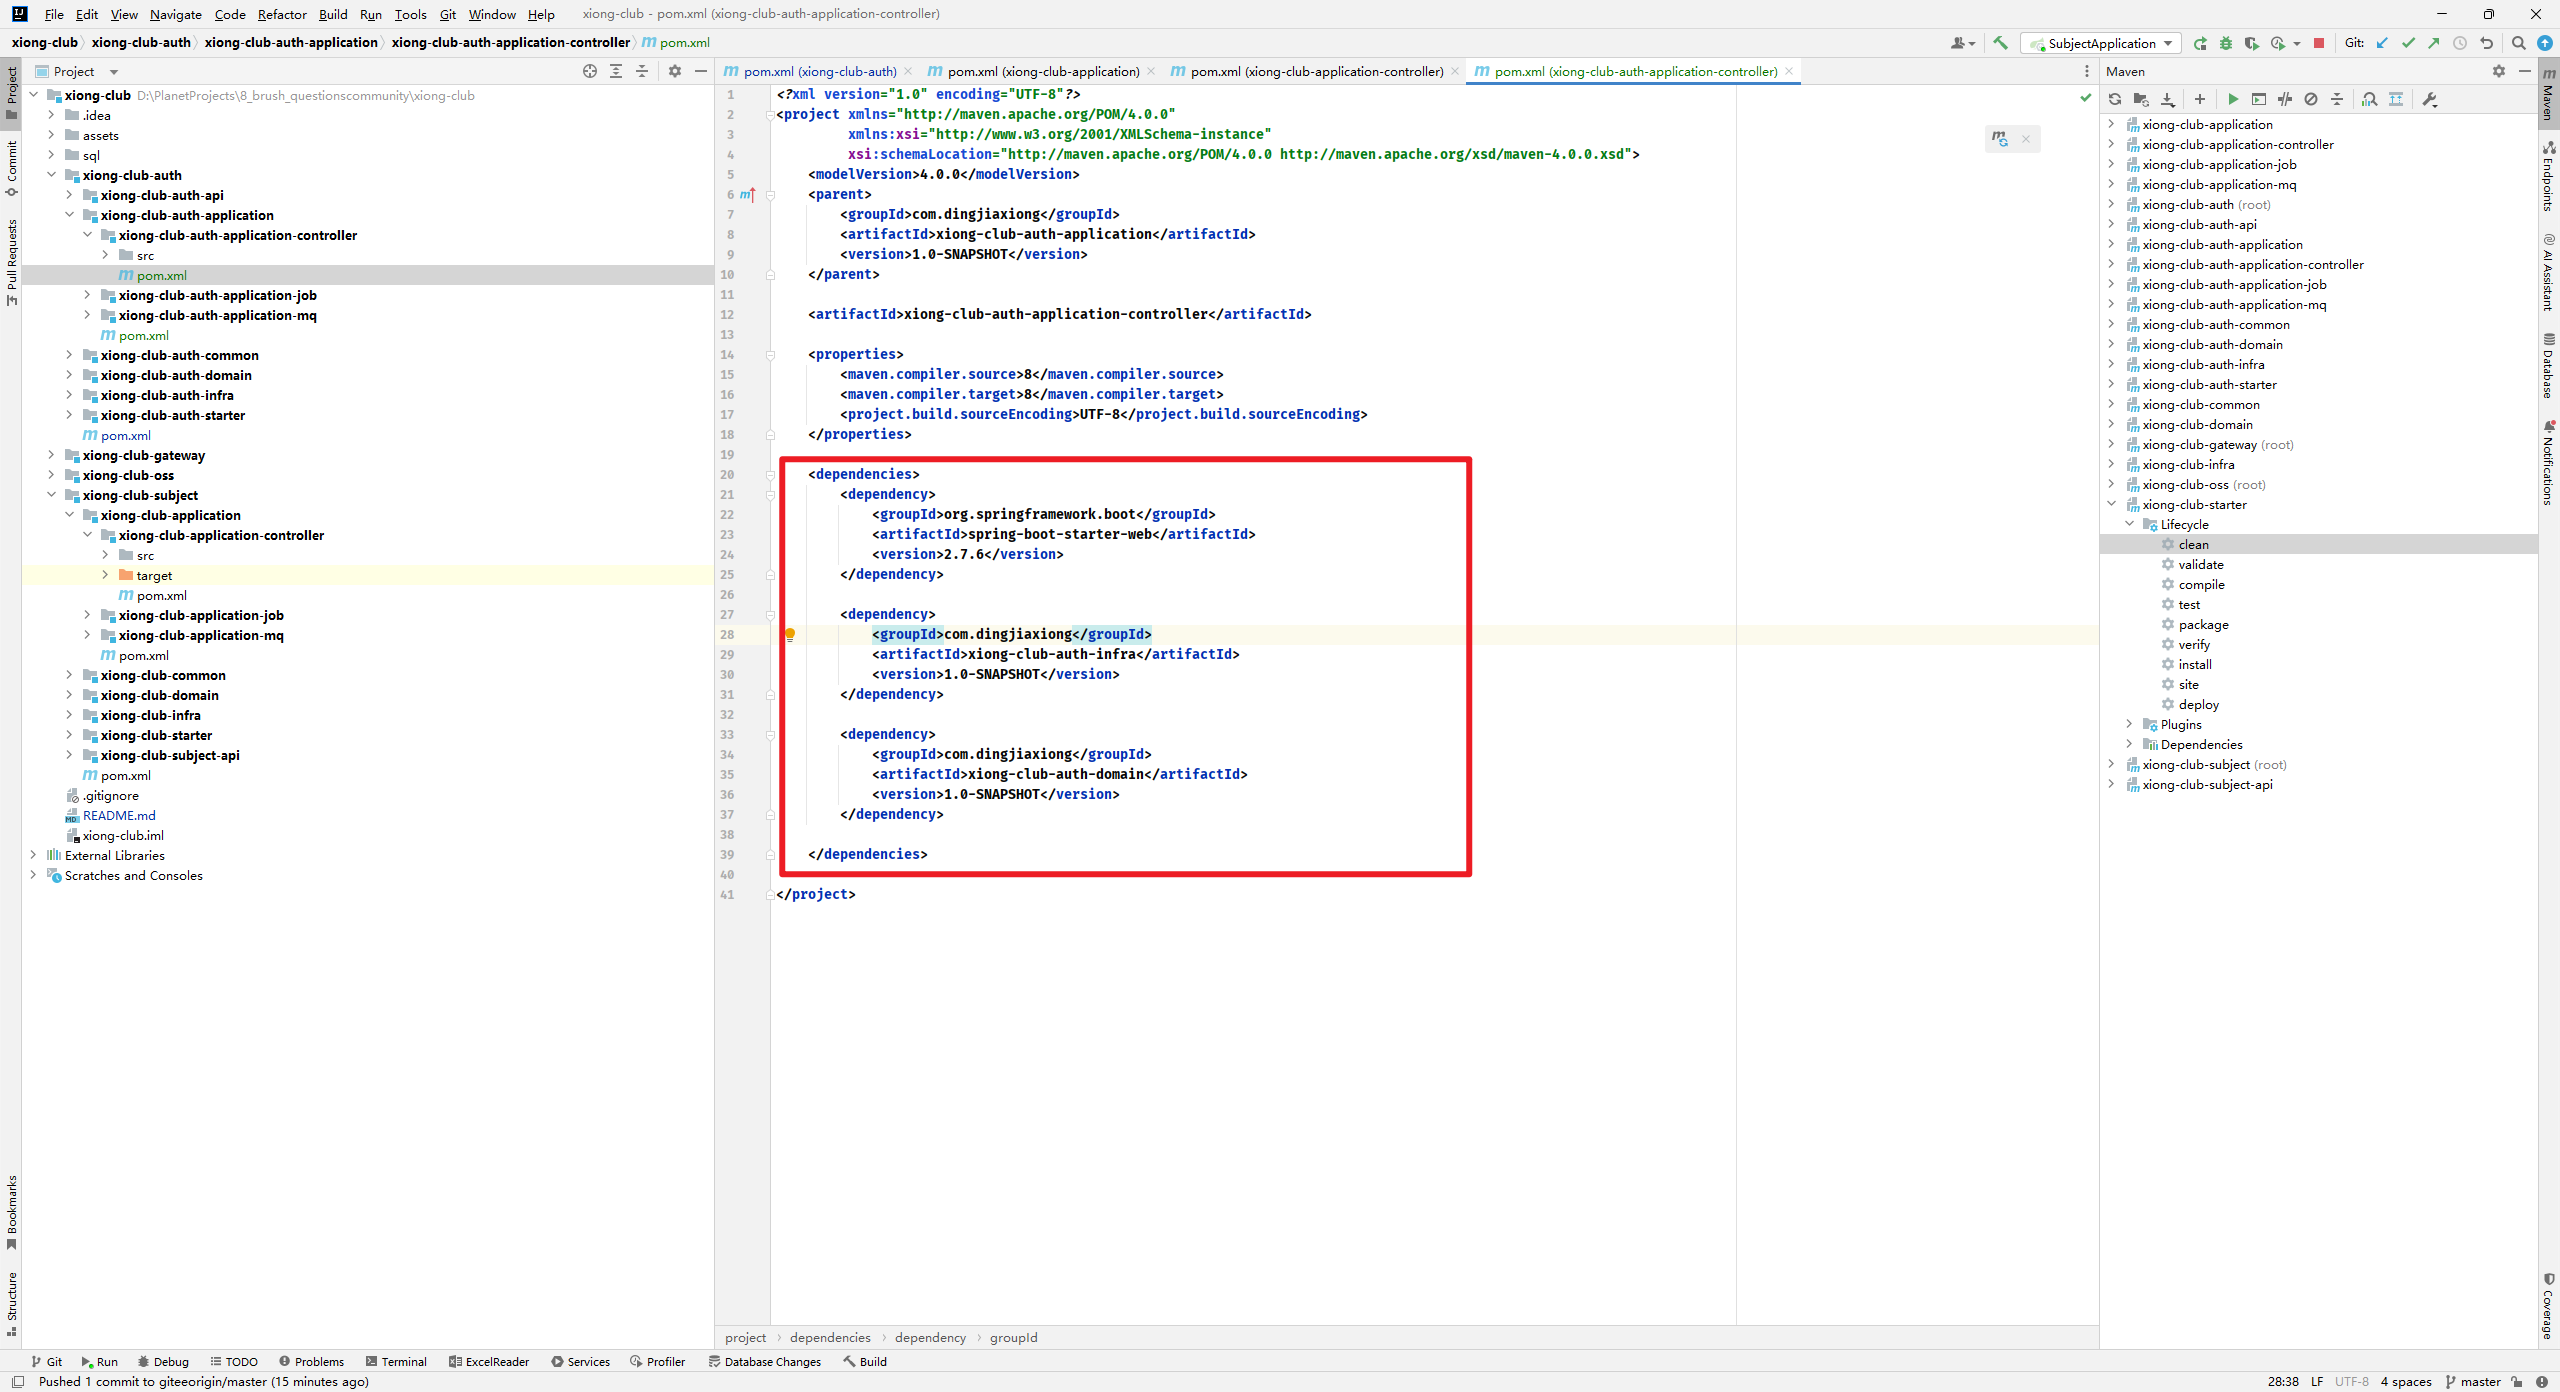 File Edit View Navigate Code Refactor Build Run Tools Git Window Help xiong-club - pom.xml (xiong-club-auth-application-controller)
xiong-club xiong-club-auth xiong-club-auth-application xiong-club-auth-application-controller pom.xml
SubjectApplication Git:
Project
pom.xml (xiong-club-auth) pom.xml (xiong-club-application) pom.xml (xiong-club-application-controller) pom.xml (xiong-club-auth-application-controller)
Maven
Project
Commit
Pull Requests
Bookmarks
Structure
xiong-club D:\PlanetProjects\8_brush_questionscommunity\xiong-club
.idea
assets
sql
xiong-club-auth
xiong-club-auth-api
xiong-club-auth-application
xiong-club-auth-application-controller
src
pom.xml
xiong-club-auth-application-job
xiong-club-auth-application-mq
pom.xml
xiong-club-auth-common
xiong-club-auth-domain
xiong-club-auth-infra
xiong-club-auth-starter
pom.xml
xiong-club-gateway
xiong-club-oss
xiong-club-subject
xiong-club-application
xiong-club-application-controller
src
target
pom.xml
xiong-club-application-job
xiong-club-application-mq
pom.xml
xiong-club-common
xiong-club-domain
xiong-club-infra
xiong-club-starter
xiong-club-subject-api
pom.xml
.gitignore
README.md
xiong-club.iml
External Libraries
Scratches and Consoles
1 <?xml version="1.0" encoding="UTF-8"?>
2 <project xmlns="http://maven.apache.org/POM/4.0.0"
3 xmlns:xsi="http://www.w3.org/2001/XMLSchema-instance"
4 xsi:schemaLocation="http://maven.apache.org/POM/4.0.0 http://maven.apache.org/xsd/maven-4.0.0.xsd">
5 <modelVersion>4.0.0</modelVersion>
6 <parent>
7 <groupId>com.dingjiaxiong</groupId>
8 <artifactId>xiong-club-auth-application</artifactId>
9 <version>1.0-SNAPSHOT</version>
10 </parent>
11
12 <artifactId>xiong-club-auth-application-controller</artifactId>
13
14 <properties>
15 <maven.compiler.source>8</maven.compiler.source>
16 <maven.compiler.target>8</maven.compiler.target>
17 <project.build.sourceEncoding>UTF-8</project.build.sourceEncoding>
18 </properties>
19
20 <dependencies>
21 <dependency>
22 <groupId>org.springframework.boot</groupId>
23 <artifactId>spring-boot-starter-web</artifactId>
24 <version>2.7.6</version>
25 </dependency>
26
27 <dependency>
28 <groupId>com.dingjiaxiong</groupId>
29 <artifactId>xiong-club-auth-infra</artifactId>
30 <version>1.0-SNAPSHOT</version>
31 </dependency>
32
33 <dependency>
34 <groupId>com.dingjiaxiong</groupId>
35 <artifactId>xiong-club-auth-domain</artifactId>
36 <version>1.0-SNAPSHOT</version>
37 </dependency>
38
39 </dependencies>
40
41 </project>
project dependencies dependency groupId
xiong-club-application
xiong-club-application-controller
xiong-club-application-job
xiong-club-application-mq
xiong-club-auth (root)
xiong-club-auth-api
xiong-club-auth-application
xiong-club-auth-application-controller
xiong-club-auth-application-job
xiong-club-auth-application-mq
xiong-club-auth-common
xiong-club-auth-domain
xiong-club-auth-infra
xiong-club-auth-starter
xiong-club-common
xiong-club-domain
xiong-club-gateway (root)
xiong-club-infra
xiong-club-oss (root)
xiong-club-starter
Lifecycle
clean
validate
compile
test
package
verify
install
site
deploy
Plugins
Dependencies
xiong-club-subject (root)
xiong-club-subject-api
Maven
Endpoints
AI Assistant
Database
Notifications
Coverage
Git Run Debug TODO Problems Terminal ExcelReader Services Profiler Database Changes Build
Pushed 1 commit to giteeorigin/master (15 minutes ago) 28:38 LF UTF-8 4 spaces master